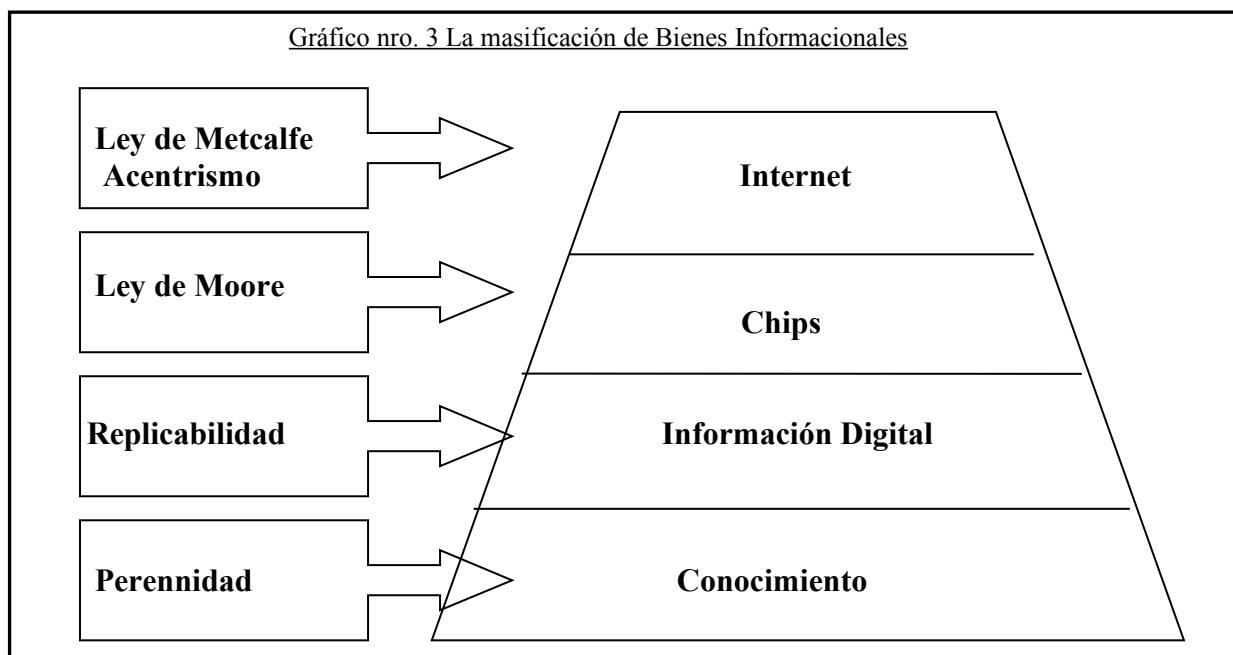 Gráfico nro. 3 La masificación de Bienes Informacionales
Ley de Metcalfe
Acentrismo
Internet
Ley de Moore
Chips
Replicabilidad
Información Digital
Perennidad
Conocimiento